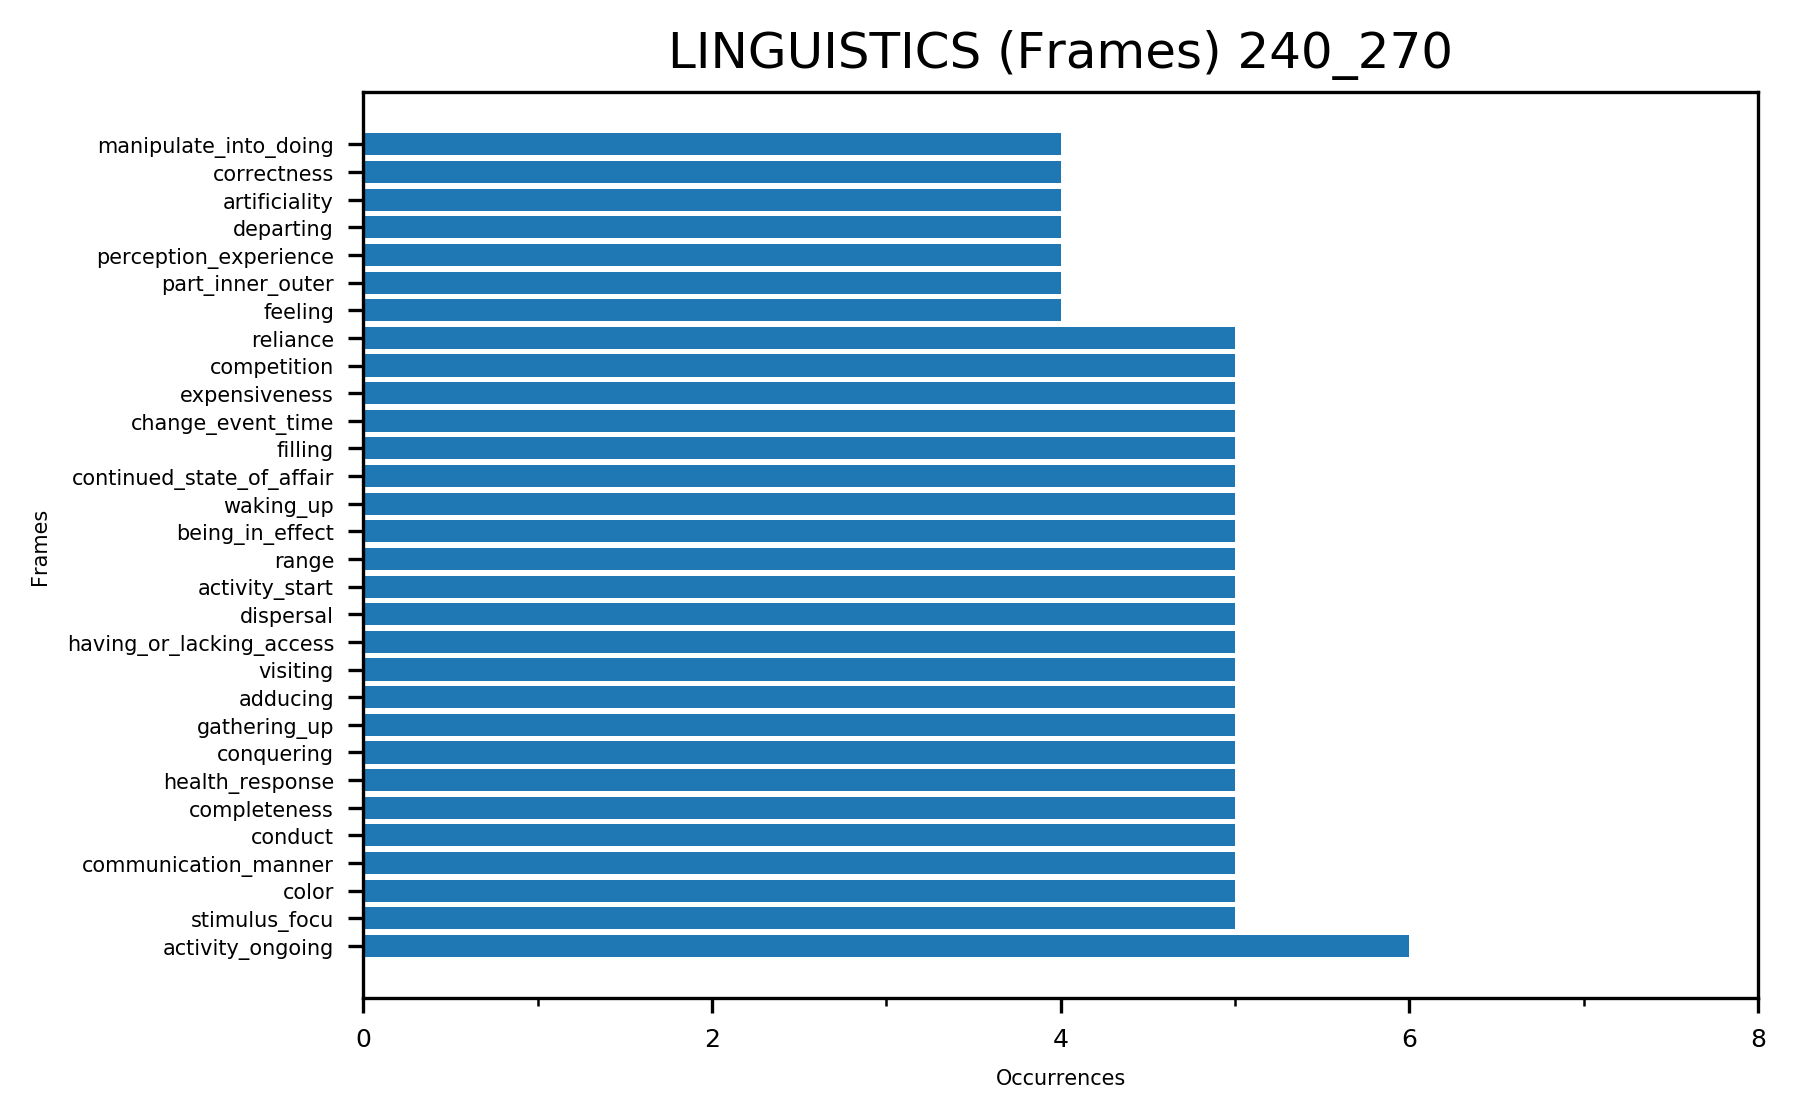 LINGUISTICS (Frames) 240_270
manipulate_into_doing
correctness
artificiality
departing
perception_experience
part_inner_outer
feeling
reliance
competition
expensiveness
change_event_time
filling
continued_state_of_affair
waking_up
being_in_effect
range
activity_start
dispersal
having_or_lacking_access
visiting
adducing
gathering_up
conquering
health_response
completeness
conduct
communication_manner
color
stimulus_focu
activity_ongoing
Frames
0 2 4 6 8
Occurrences